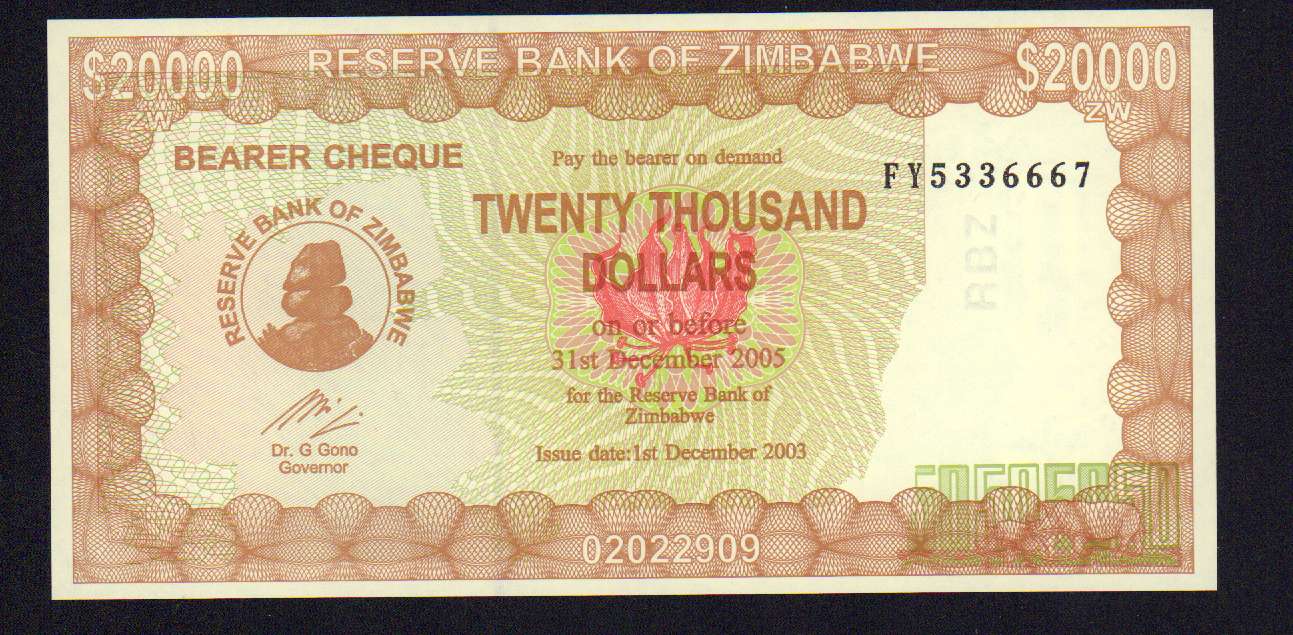 $20000 RESERVE BANK OF ZIMBABWE $20000
ZW ZW
BEARER CHEQUE
Pay the bearer on demand
FY5336667
TWENTY THOUSAND
DOLLARS
RESERVE BANK OF ZIMBABWE
RBZ
on or before
31st December 2005
for the Reserve Bank of
Zimbabwe
Dr. G Gono
Governor
Issue date:1st December 2003
02022909